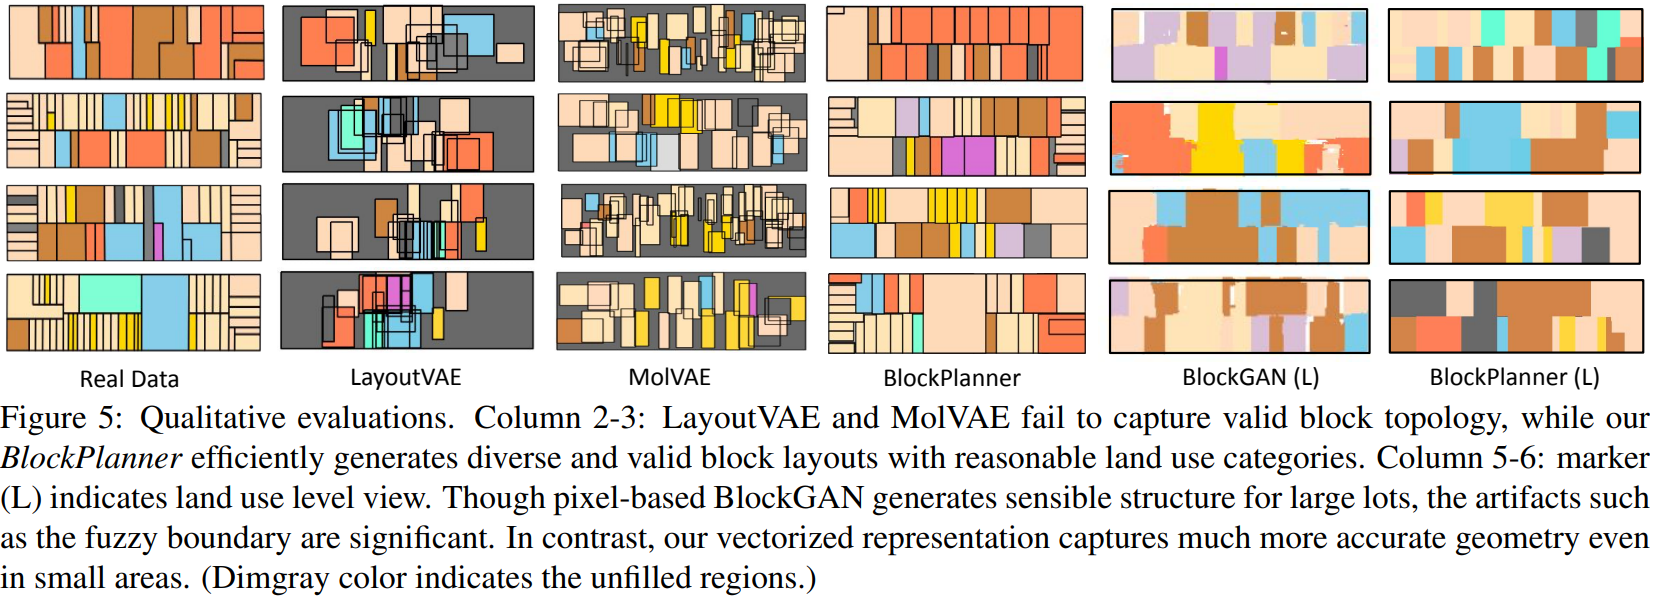 Real Data LayoutVAE MolVAE BlockPlanner BlockGAN (L) BlockPlanner (L)
Figure 5: Qualitative evaluations. Column 2-3: LayoutVAE and MolVAE fail to capture valid block topology, while our
BlockPlanner efficiently generates diverse and valid block layouts with reasonable land use categories. Column 5-6: marker
(L) indicates land use level view. Though pixel-based BlockGAN generates sensible structure for large lots, the artifacts such
as the fuzzy boundary are significant. In contrast, our vectorized representation captures much more accurate geometry even
in small areas. (Dimgray color indicates the unfilled regions.)